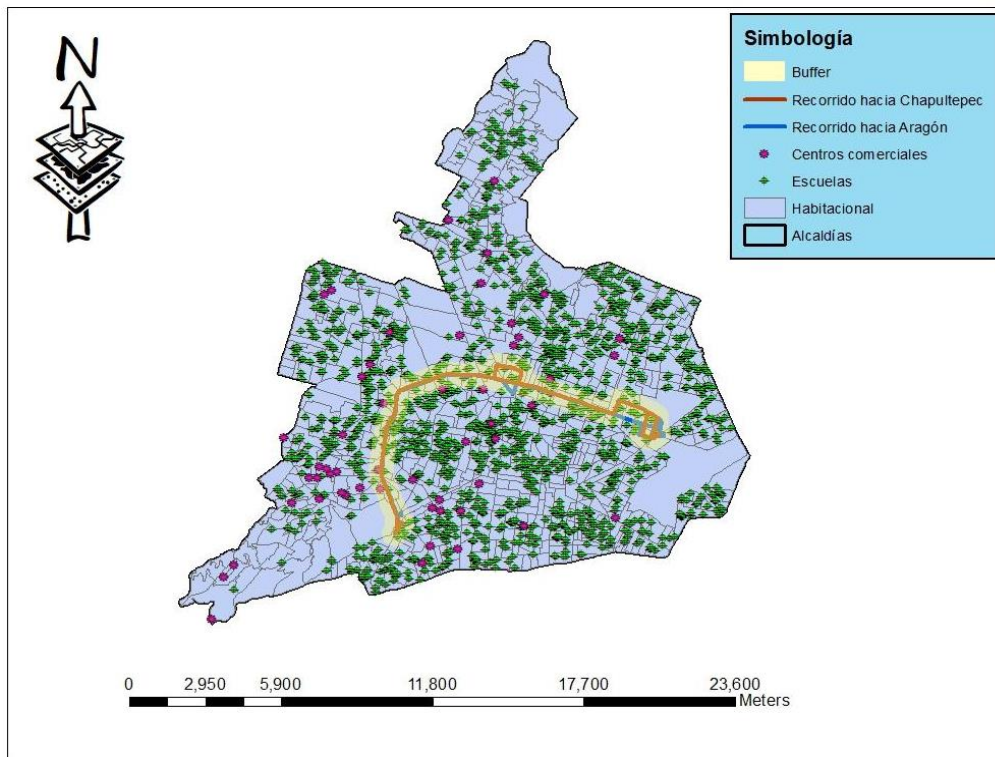 N
Simbología
Buffer
Recorrido hacia Chapultepec
Recorrido hacia Aragón
Centros comerciales
Escuelas
Habitacional
Alcaldías
0 2,950 5,900 11,800 17,700 23,600
Meters